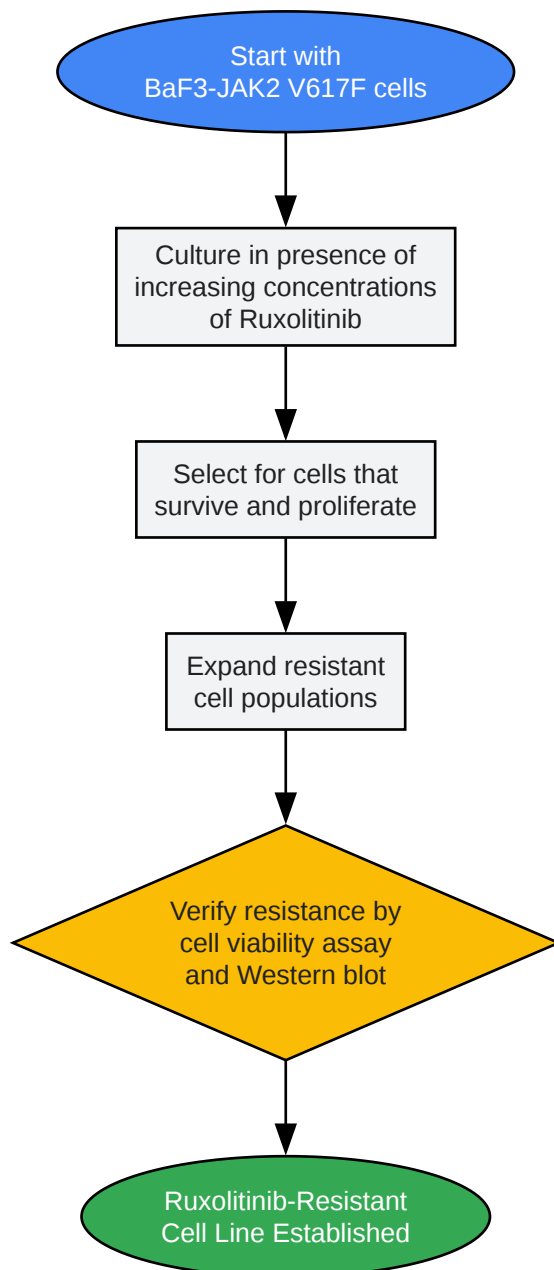 Start with
BaF3-JAK2 V617F cells
Culture in presence of
increasing concentrations
of Ruxolitinib
Select for cells that
survive and proliferate
Expand resistant
cell populations
Verify resistance by
cell viability assay
and Western blot
Ruxolitinib-Resistant
Cell Line Established